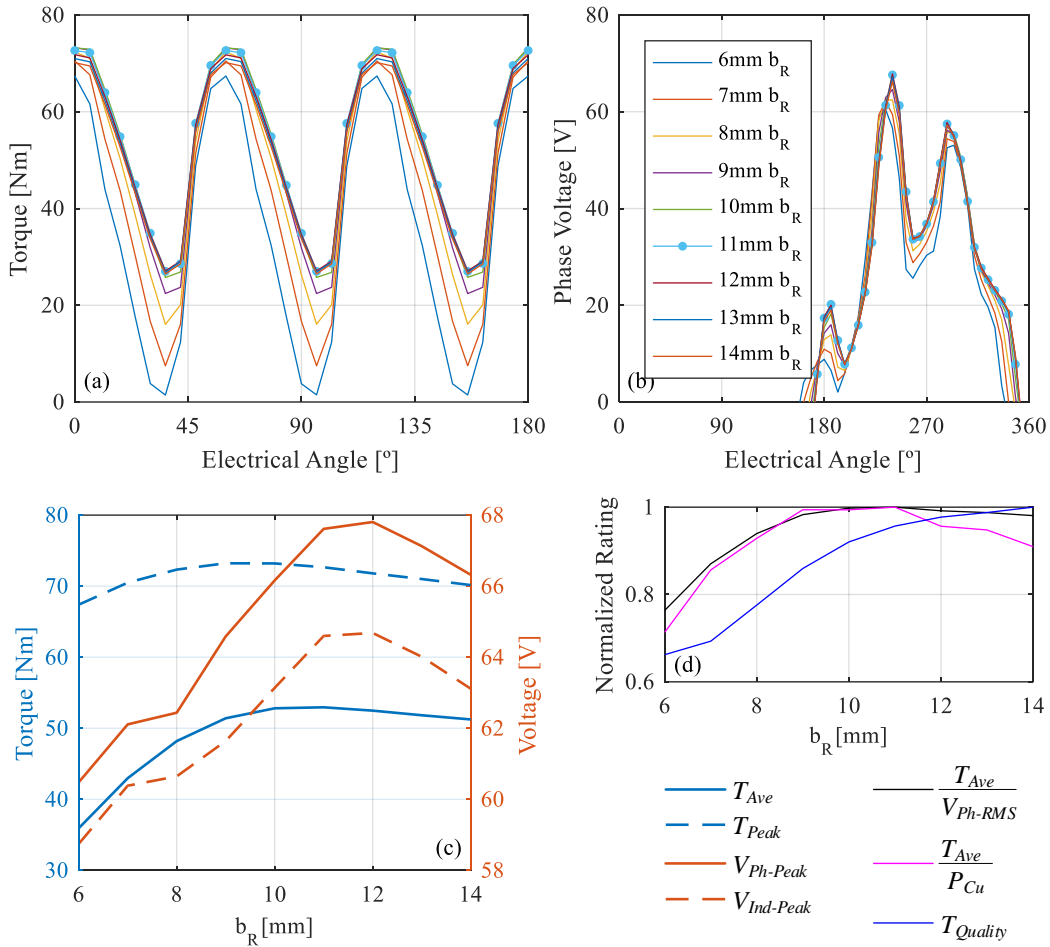 80
60
40
20
0
Torque [Nm]
(a)
0 45 90 135 180
Electrical Angle [º]
80
60
40
20
0
Phase Voltage [V]
6mm b_R
7mm b_R
8mm b_R
9mm b_R
10mm b_R
11mm b_R
12mm b_R
13mm b_R
14mm b_R
(b)
0 90 180 270 360
Electrical Angle [º]
80
70
60
50
40
30
Torque [Nm]
68
66
64
62
60
58
Voltage [V]
(c)
6 8 10 12 14
b_R [mm]
1
0.8
0.6
Normalized Rating
(d)
6 8 10 12 14
b_R [mm]
T_Ave
T_Peak
V_Ph-Peak
V_Ind-Peak
T_Ave
V_Ph-RMS
T_Ave
P_Cu
T_Quality